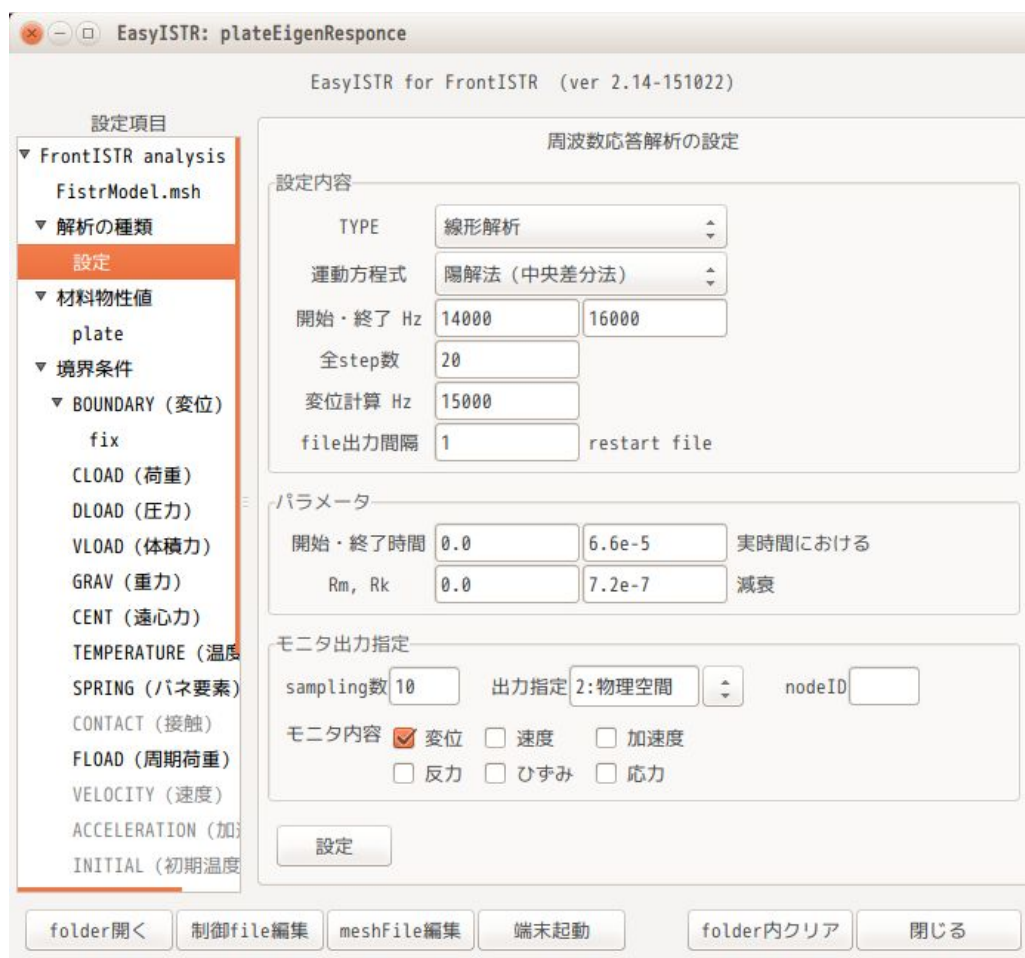 EasyISTR: plateEigenResponce
EasyISTR for FrontISTR (ver 2.14-151022)
設定項目
FrontISTR analysis
FistrModel.msh
解析の種類
設定
材料物性値
plate
境界条件
BOUNDARY (変位)
fix
CLOAD (荷重)
DLOAD (圧力)
VLOAD (体積力)
GRAV (重力)
CENT (遠心力)
TEMPERATURE (温度
SPRING (バネ要素)
CONTACT (接触)
FLOAD (周期荷重)
VELOCITY (速度)
ACCELERATION (加速
INITIAL (初期温度
周波数応答解析の設定
設定内容
TYPE 線形解析
運動方程式 陽解法 (中央差分法)
開始・終了 Hz 14000 16000
全step数 20
変位計算 Hz 15000
file出力間隔 1 restart file
パラメータ
開始・終了時間 0.0 6.6e-5 実時間における
Rm, Rk 0.0 7.2e-7 減衰
モニタ出力指定
sampling数 10 出力指定 2:物理空間 nodeID
モニタ内容 変位 速度 加速度
反力 ひずみ 応力
設定
folder開く 制御file編集 meshFile編集 端末起動 folder内クリア 閉じる